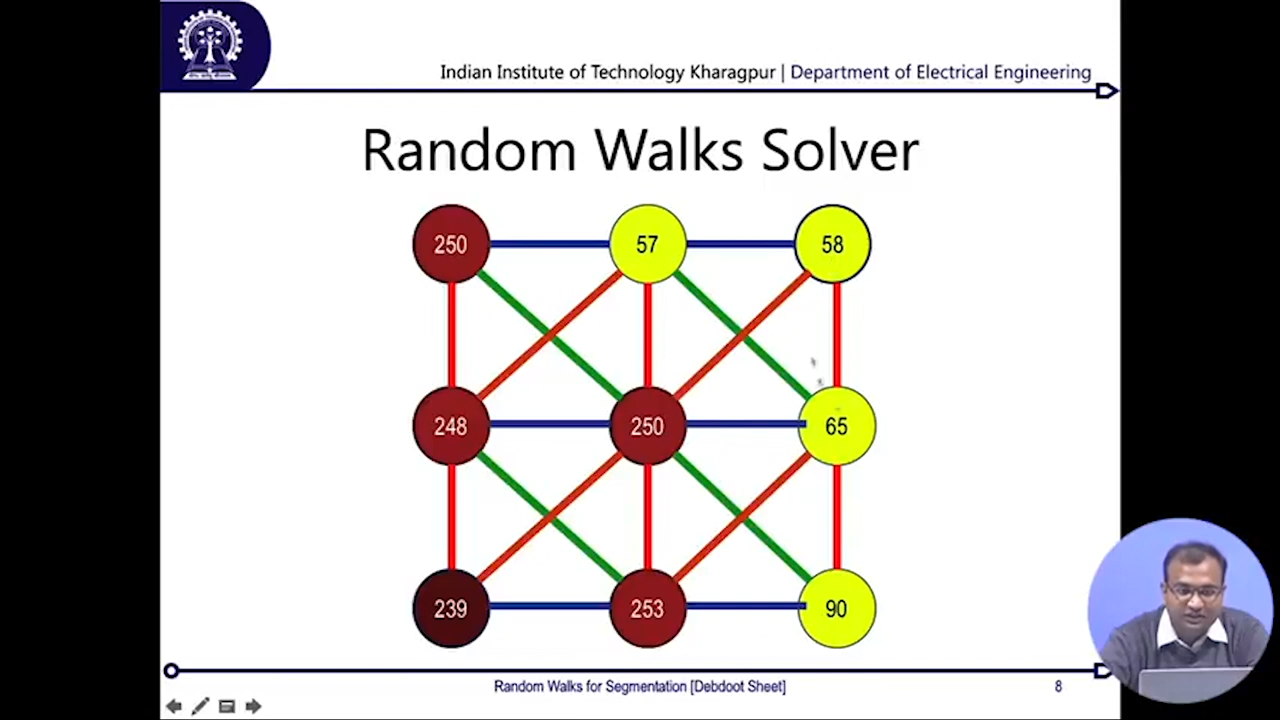 Indian Institute of Technology Kharagpur | Department of Electrical Engineering
Random Walks Solver
250 57 58
248 250 65
239 253 90
Random Walks for Segmentation [Debdoot Sheet] 8